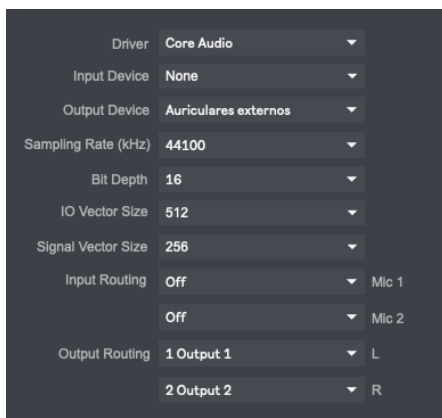 Driver Core Audio
Input Device None
Output Device Auriculares externos
Sampling Rate (kHz) 44100
Bit Depth 16
IO Vector Size 512
Signal Vector Size 256
Input Routing Off Mic 1
Off Mic 2
Output Routing 1 Output 1 L
2 Output 2 R